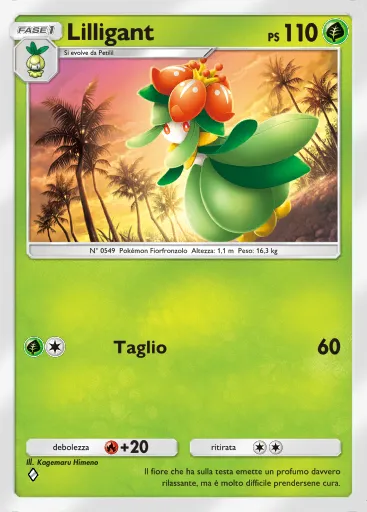 FASE 1 Lilligant PS 110
Si evolve da Petilil
N° 0549 Pokémon Fiorfronzolo Altezza: 1,1 m Peso: 16,3 kg
Taglio 60
debolezza +20 ritirata
Ill. Kagemaru Himeno
Il fiore che ha sulla testa emette un profumo davvero
rilassante, ma è molto difficile prendersene cura.